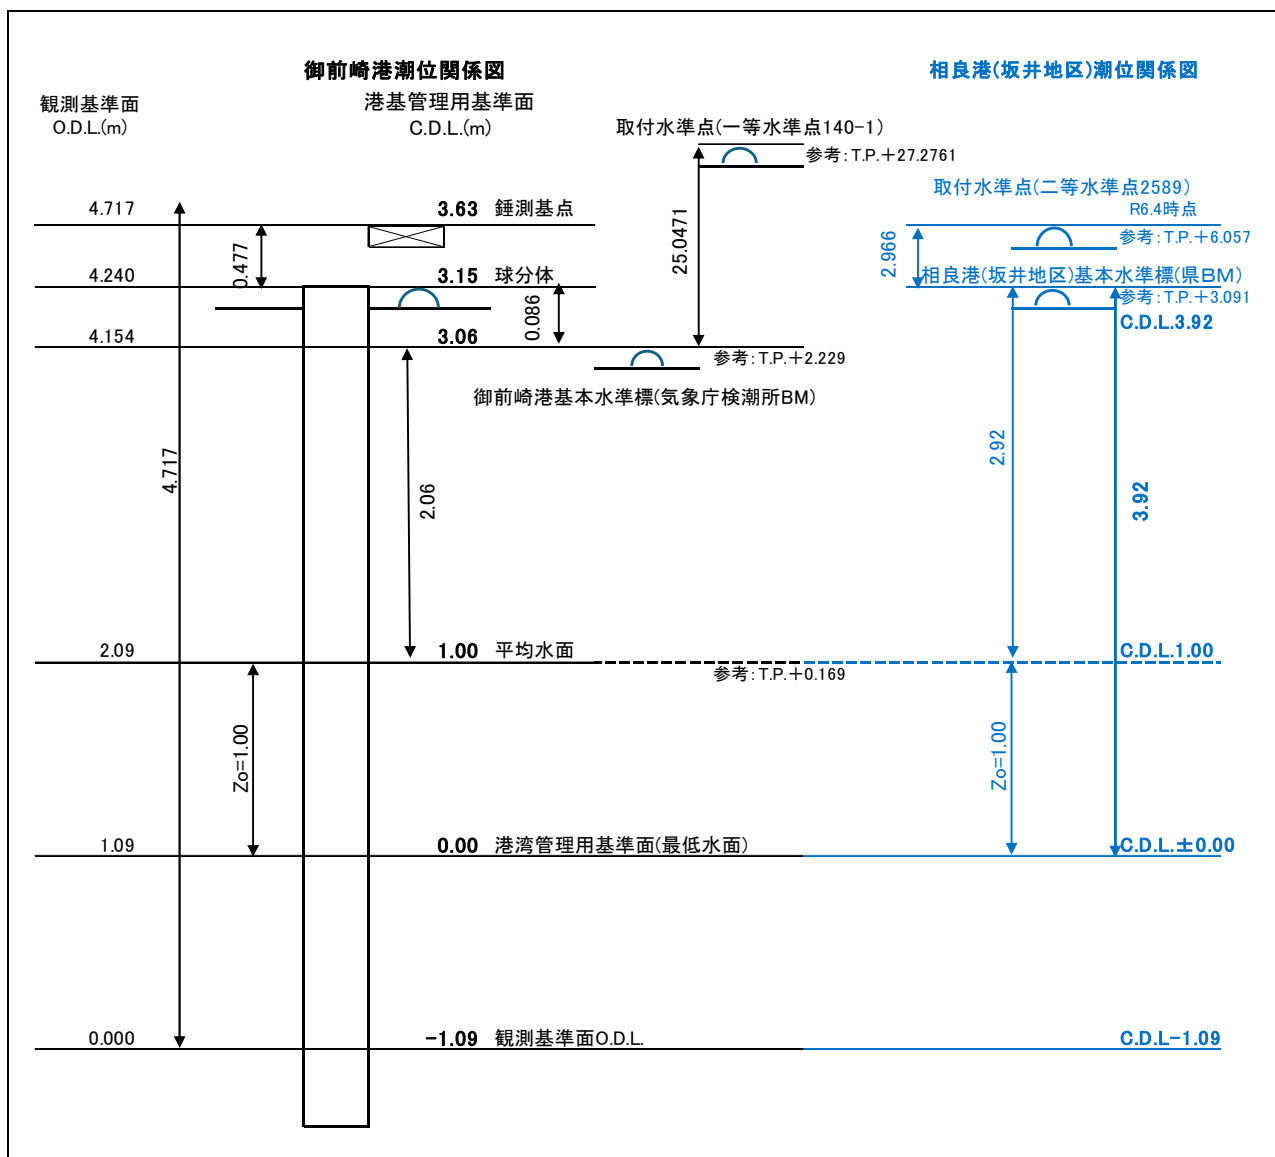 御前崎港潮位関係図
相良港(坂井地区)潮位関係図
観測基準面
O.D.L.(m)
港基管理用基準面
C.D.L.(m)
取付水準点(一等水準点140-1)
参考:T.P.+27.2761
取付水準点(二等水準点2589)
R6.4時点
4.717
3.63 錘測基点
参考:T.P.+6.057
0.477
25.0471
2.966
4.240
3.15 球分体
相良港(坂井地区)基本水準標(県BM)
参考:T.P.+3.091
0.086
C.D.L.3.92
4.154
3.06
参考:T.P.+2.229
御前崎港基本水準標(気象庁検潮所BM)
4.717
2.06
2.92
3.92
2.09
1.00 平均水面
C.D.L.1.00
参考:T.P.+0.169
Zo=1.00
Zo=1.00
1.09
0.00 港湾管理用基準面(最低水面)
C.D.L.±0.00
0.000
-1.09 観測基準面O.D.L.
C.D.L-1.09